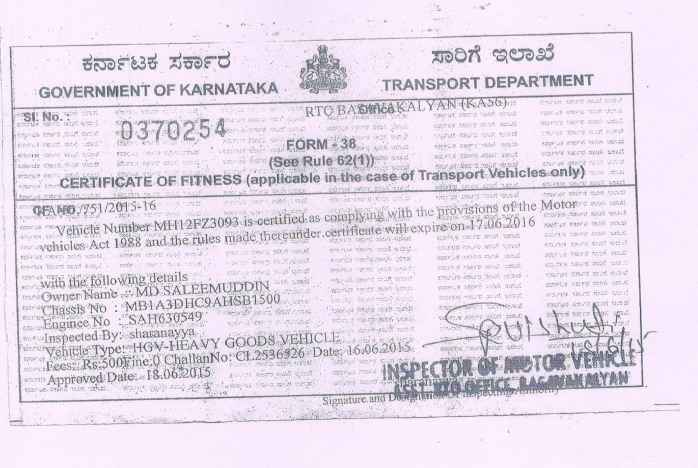 ಕರ್ನಾಟಕ ಸರ್ಕಾರ ಸಾರಿಗೆ ಇಲಾಖೆ
GOVERNMENT OF KARNATAKA TRANSPORT DEPARTMENT
Sl. No. : RTO BASAVAKALYAN (KA56)
0370254
FORM - 38
(See Rule 62(1))
CERTIFICATE OF FITNESS (applicable in the case of Transport Vehicles only)
751/2015-16
Vehicle Number MH12FZ3093 is certified as complying with the provisions of the Motor
vehicles Act 1988 and the rules made thereunder.certificate will expire on 17.06.2016
with the following details
Owner Name : MD SALEEMUDDIN
Chassis No : MB1A3DHC9AHSB1500
Engnee No : SAH630549
Inspected By: sharanayya
Vehicle Type: HGV-HEAVY GOODS VEHICLE
Fees: Rs:500Fine:0 ChallanNo: CL2536926 Date: 16.06.2015
Approved Date: 18.06.2015
INSPECTOR OF MOTOR VEHICLE
ASST. RTO OFFICE, BASAVAKALYAN
Signature and Designation Of Inspecting Authority